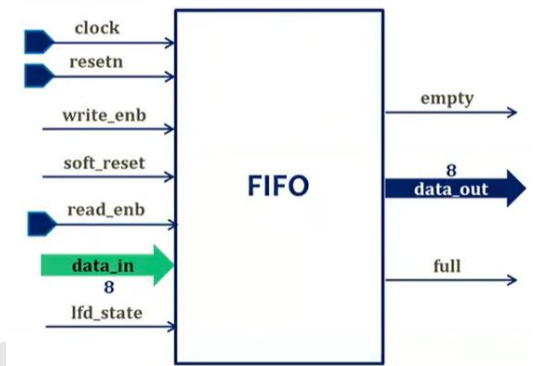 clock
resetn
write_enb
soft_reset
read_enb
data_in
8
lfd_state
FIFO
empty
8
data_out
full